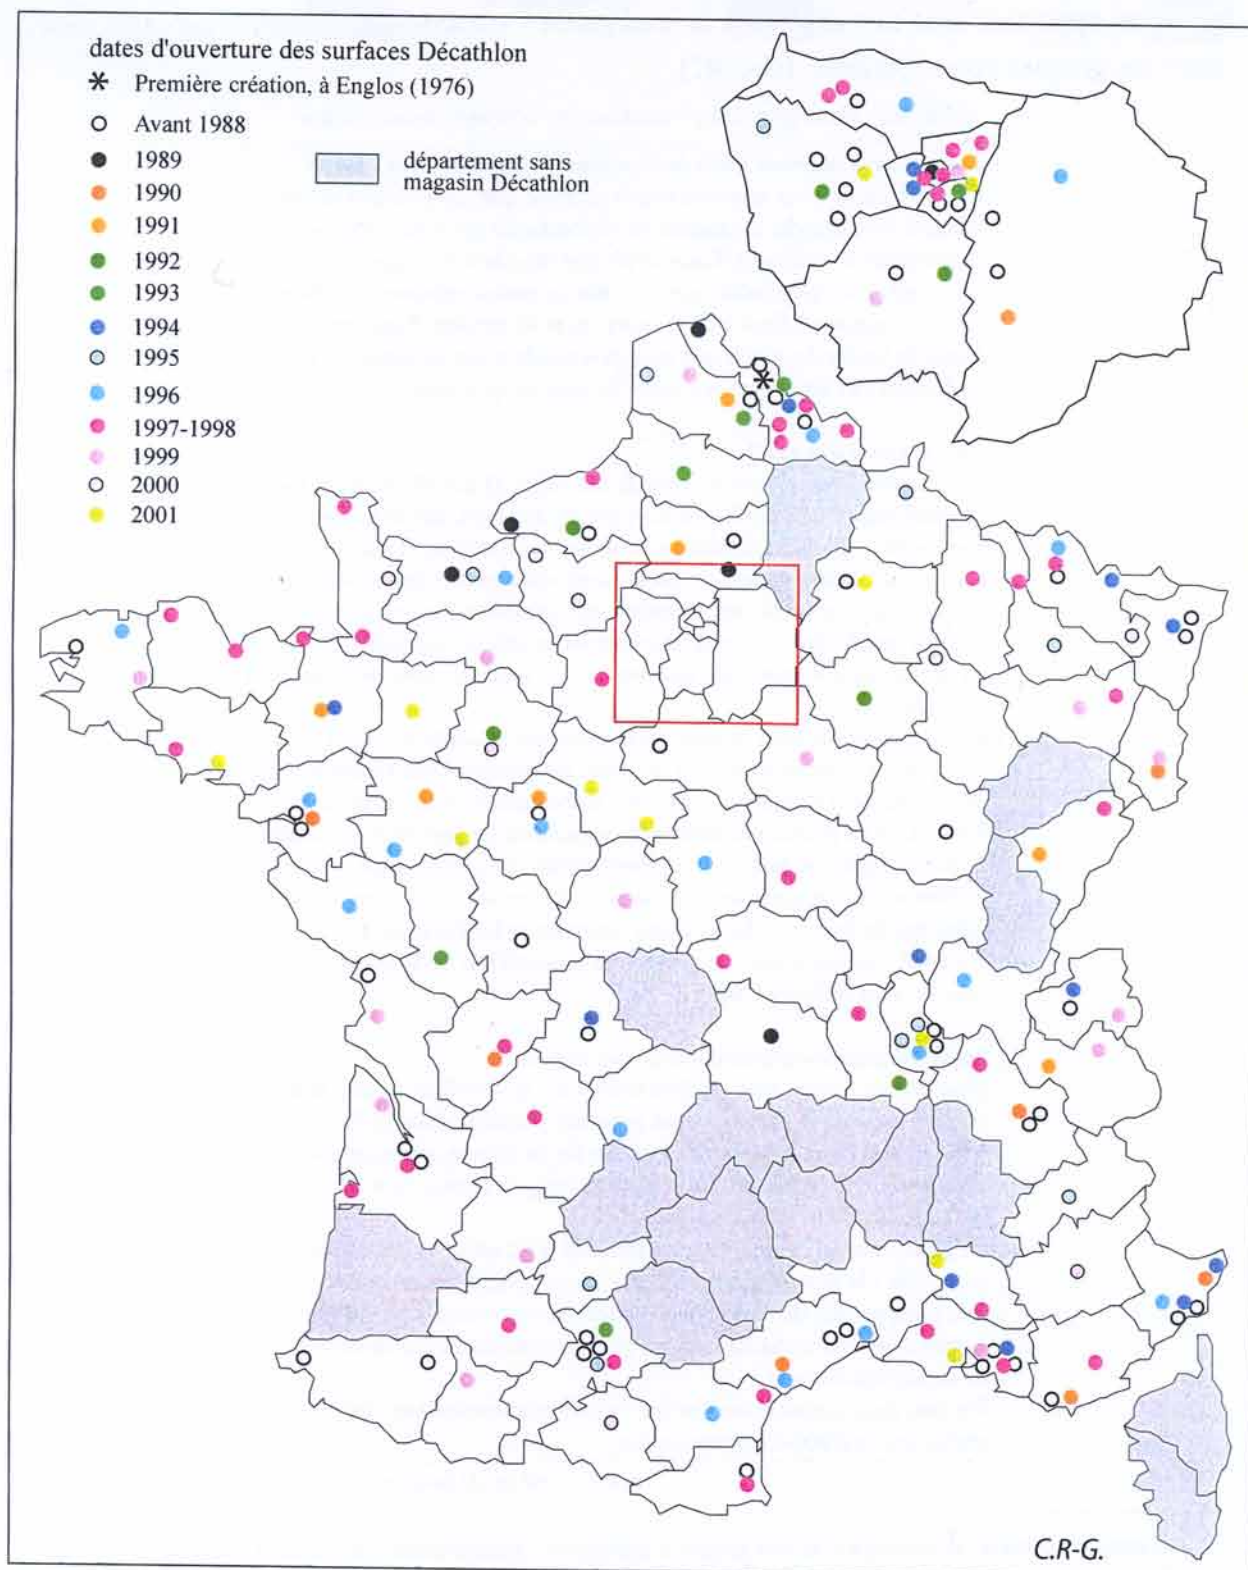 dates d'ouverture des surfaces Décathlon
* Première création, à Englos (1976)
Avant 1988
1989
1990
1991
1992
1993
1994
1995
1996
1997-1998
1999
2000
2001
département sans
magasin Décathlon
C.R-G.